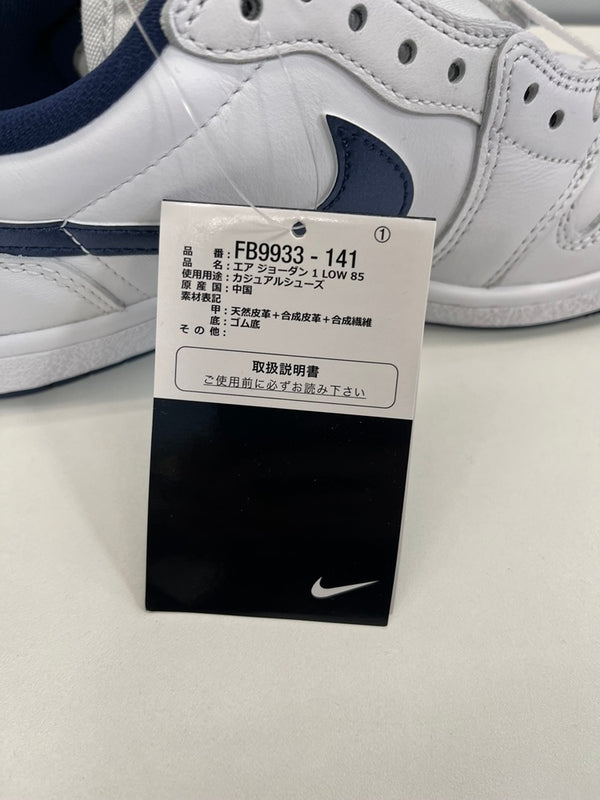 ①
品番：FB9933 - 141
品名：エア ジョーダン 1 LOW 85
使用用途：カジュアルシューズ
原産国：中国
素材表記
甲：天然皮革＋合成皮革＋合成繊維
底：ゴム底
その他：
取扱説明書
ご使用前に必ずお読み下さい